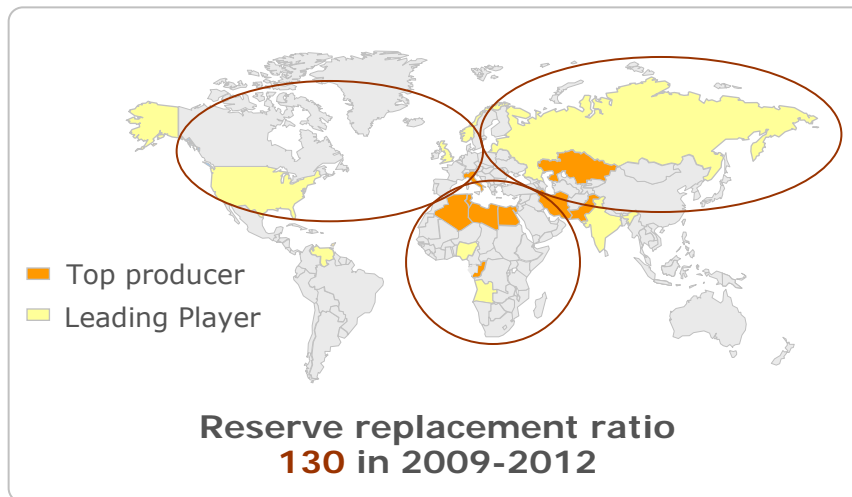 Top producer
Leading Player
Reserve replacement ratio
130 in 2009-2012